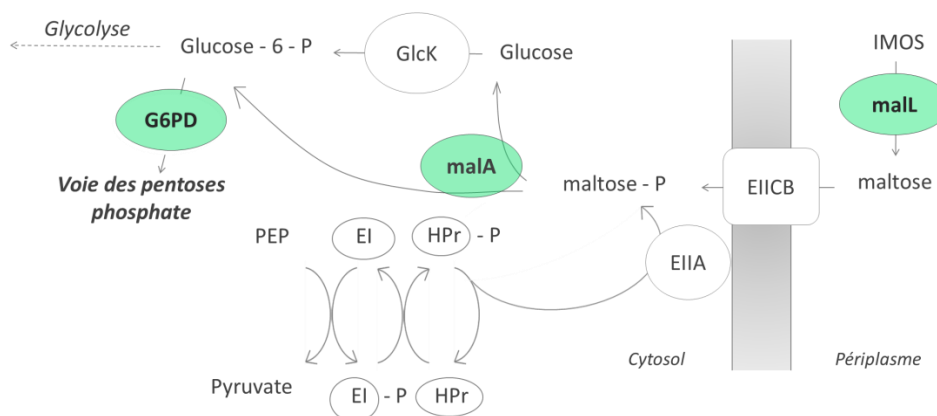 Glycolyse
Glucose - 6 - P
GlcK
Glucose
IMOS
malL
G6PD
malA
Voie des pentoses
phosphate
maltose - P
EIICB
maltose
PEP
EI
HPr - P
EIIA
Cytosol
Périplasme
Pyruvate
EI - P
HPr